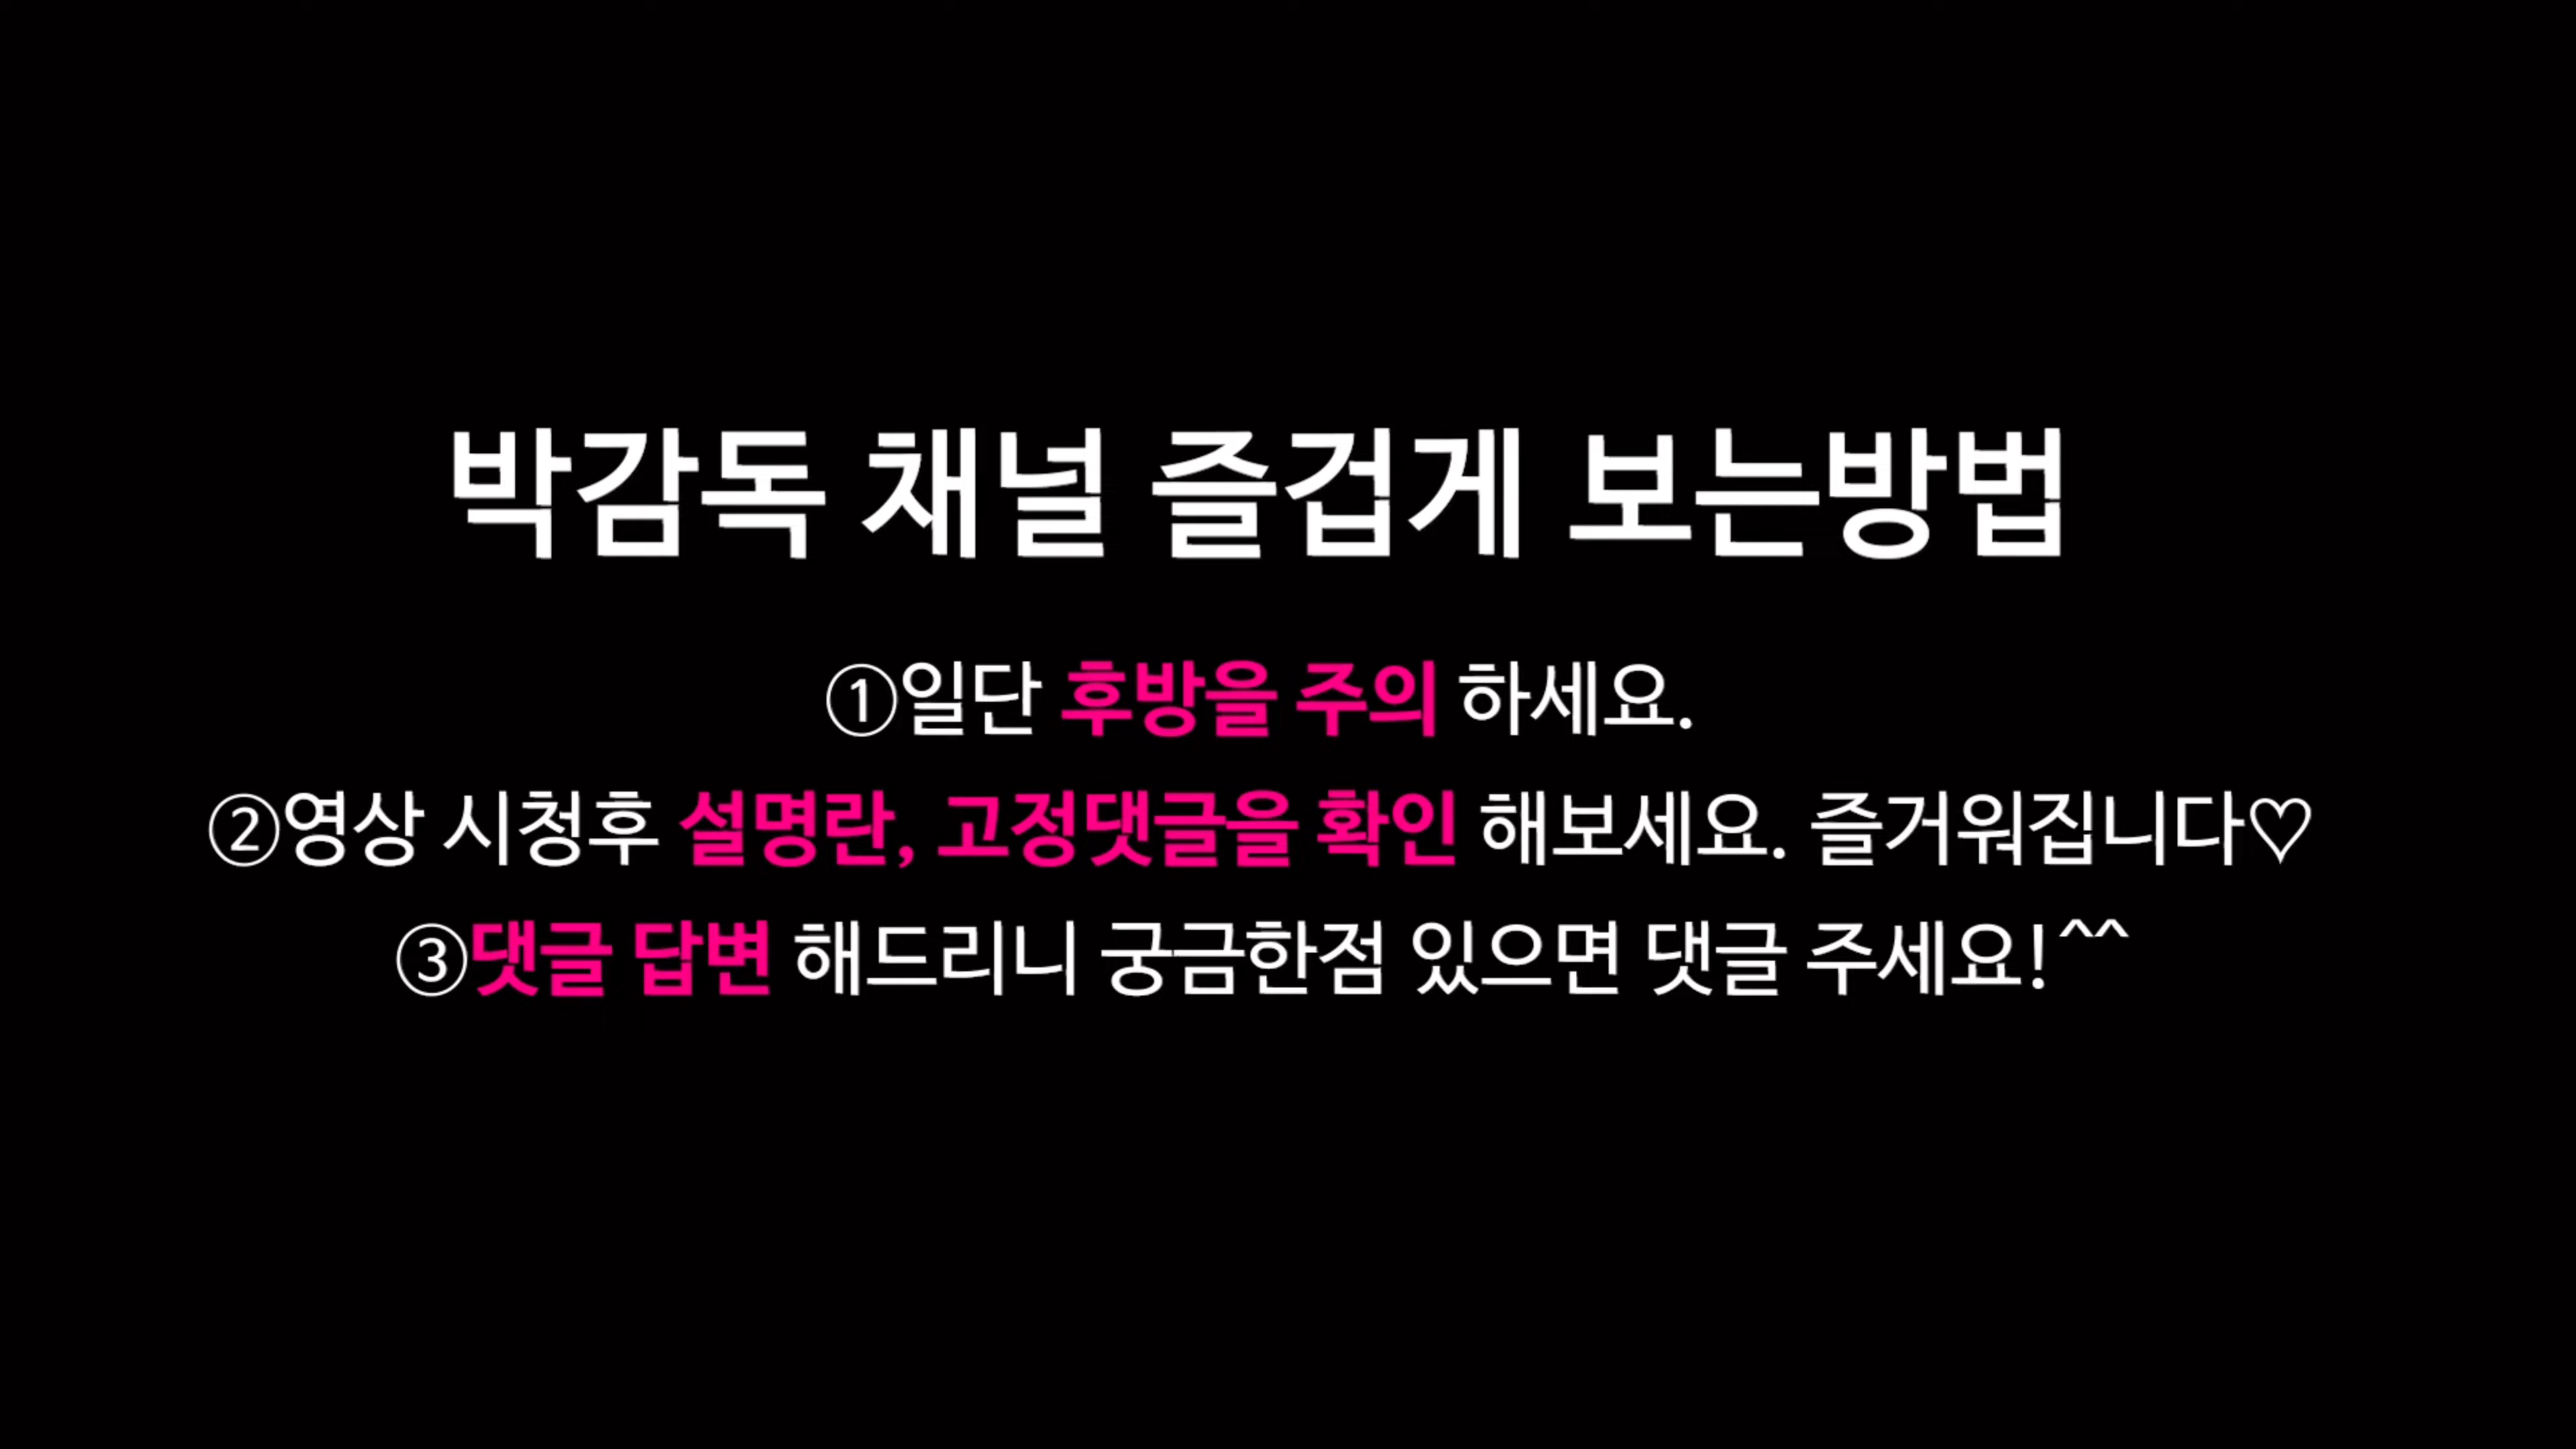 박감독 채널 즐겁게 보는방법
①일단 후방을 주의 하세요.
②영상 시청후 설명란, 고정댓글을 확인 해보세요. 즐거워집니다♡
③댓글 답변 해드리니 궁금한점 있으면 댓글 주세요!^^